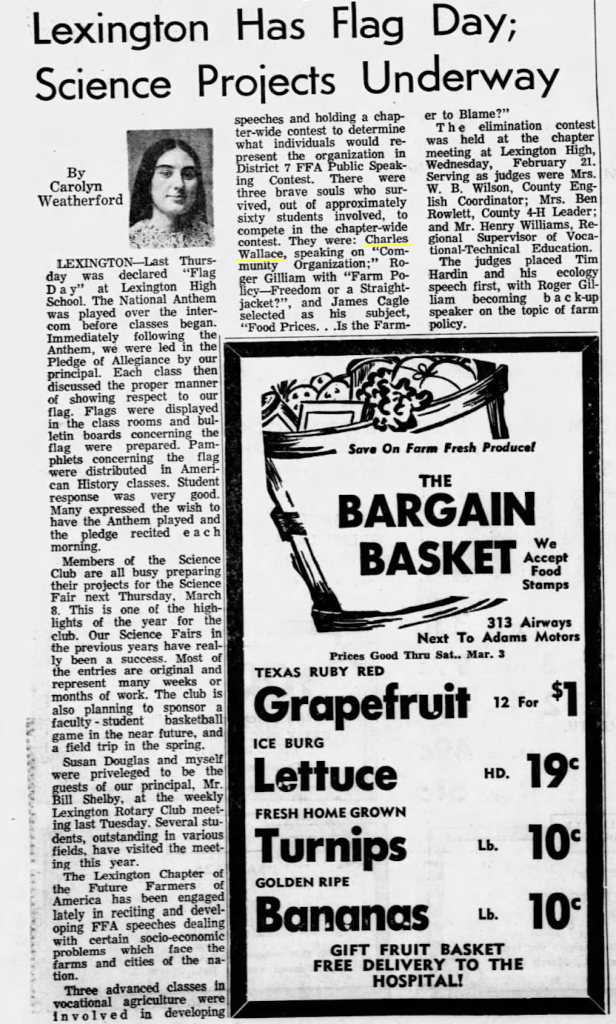 Lexington Has Flag Day;
Science Projects Underway
By
Carolyn
Weatherford
LEXINGTON—Last Thurs-
day was declared "Flag
Day" at Lexington High
School. The National Anthem
was played over the inter-
com before classes began.
Immediately following the
Anthem, we were led in the
Pledge of Allegiance by our
principal. Each class then
discussed the proper manner
of showing respect to our
flag. Flags were displayed
in the class rooms and bul-
letin boards concerning the
flag were prepared. Pam-
phlets concerning the flag
were distributed in Ameri-
can History classes. Student
response was very good.
Many expressed the wish to
have the Anthem played and
the pledge recited each
morning.
Members of the Science
Club are all busy preparing
their projects for the Science
Fair next Thursday, March
8. This is one of the high-
lights of the year for the
club. Our Science Fairs in
the previous years have real-
ly been a success. Most of
the entries are original and
represent many weeks or
months of work. The club is
also planning to sponsor a
faculty - student basketball
game in the near future, and
a field trip in the spring.
Susan Douglas and myself
were priveleged to be the
guests of our principal, Mr.
Bill Shelby, at the weekly
Lexington Rotary Club meet-
ing last Tuesday. Several stu-
dents, outstanding in various
fields, have visited the meet-
ing this year.
The Lexington Chapter of
the Future Farmers of
America has been engaged
lately in reciting and devel-
oping FFA speeches dealing
with certain socio-economic
problems which face the
farms and cities of the na-
tion.
Three advanced classes in
vocational agriculture were
involved in developing
speeches and holding a chap-
ter-wide contest to determine
what individuals would re-
present the organization in
District 7 FFA Public Speak-
ing Contest. There were
three brave souls who sur-
vived, out of approximately
sixty students involved, to
compete in the chapter-wide
contest. They were: Charles
Wallace, speaking on "Com-
munity Organization;" Ro-
ger Gilliam with "Farm Po-
licy—Freedom or a Straight-
jacket?", and James Cagle
selected as his subject,
"Food Prices. . .Is the Farm-
er to Blame?"
The elimination contest
was held at the chapter
meeting at Lexington High,
Wednesday, February 21.
Serving as judges were Mrs.
W. B. Wilson, County Eng-
lish Coordinator; Mrs. Ben
Rowlett, County 4-H Leader;
and Mr. Henry Williams, Re-
gional Supervisor of Voca-
tional-Technical Education.
The judges placed Tim
Hardin and his ecology
speech first, with Roger Gil-
liam becoming back-up
speaker on the topic of farm
policy.
Save On Farm Fresh Produce!
THE
BARGAIN
BASKET
We
Accept
Food
Stamps
313 Airways
Next To Adams Motors
Prices Good Thru Sat., Mar. 3
TEXAS RUBY RED
Grapefruit 12 For $1
ICE BURG
Lettuce HD. 19c
FRESH HOME GROWN
Turnips Lb. 10c
GOLDEN RIPE
Bananas Lb. 10c
GIFT FRUIT BASKET
FREE DELIVERY TO THE
HOSPITAL!